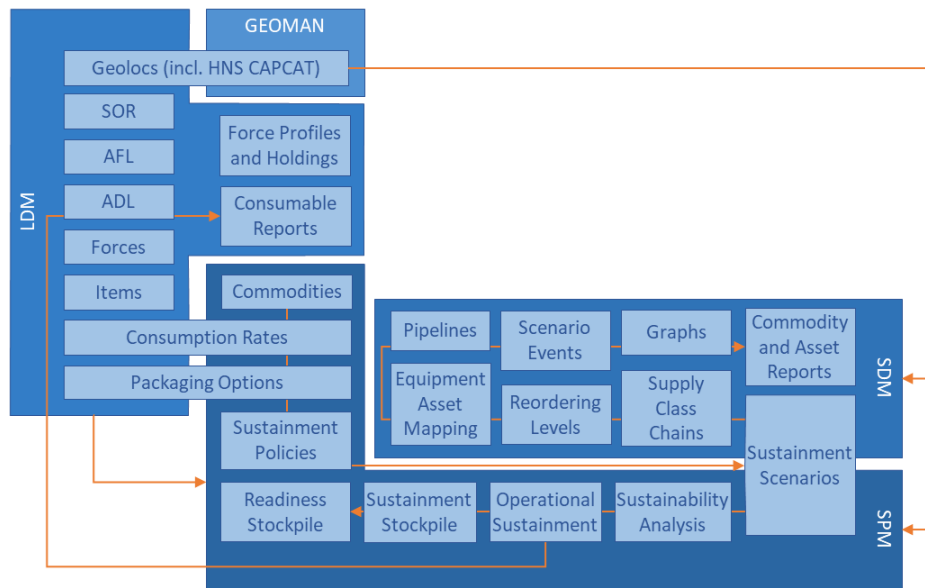 GEOMAN
Geolocs (incl. HNS CAPCAT)
SOR
AFL
ADL
Forces
Items
Consumption Rates
Packaging Options
LDM
Force Profiles
and Holdings
Consumable
Reports
Commodities
Sustainment
Policies
Readiness
Stockpile
Sustainment
Stockpile
Operational
Sustainment
Sustainability
Analysis
SPM
Pipelines
Scenario
Events
Graphs
Commodity
and Asset
Reports
Equipment
Asset
Mapping
Reordering
Levels
Supply
Class
Chains
Sustainment
Scenarios
SDM